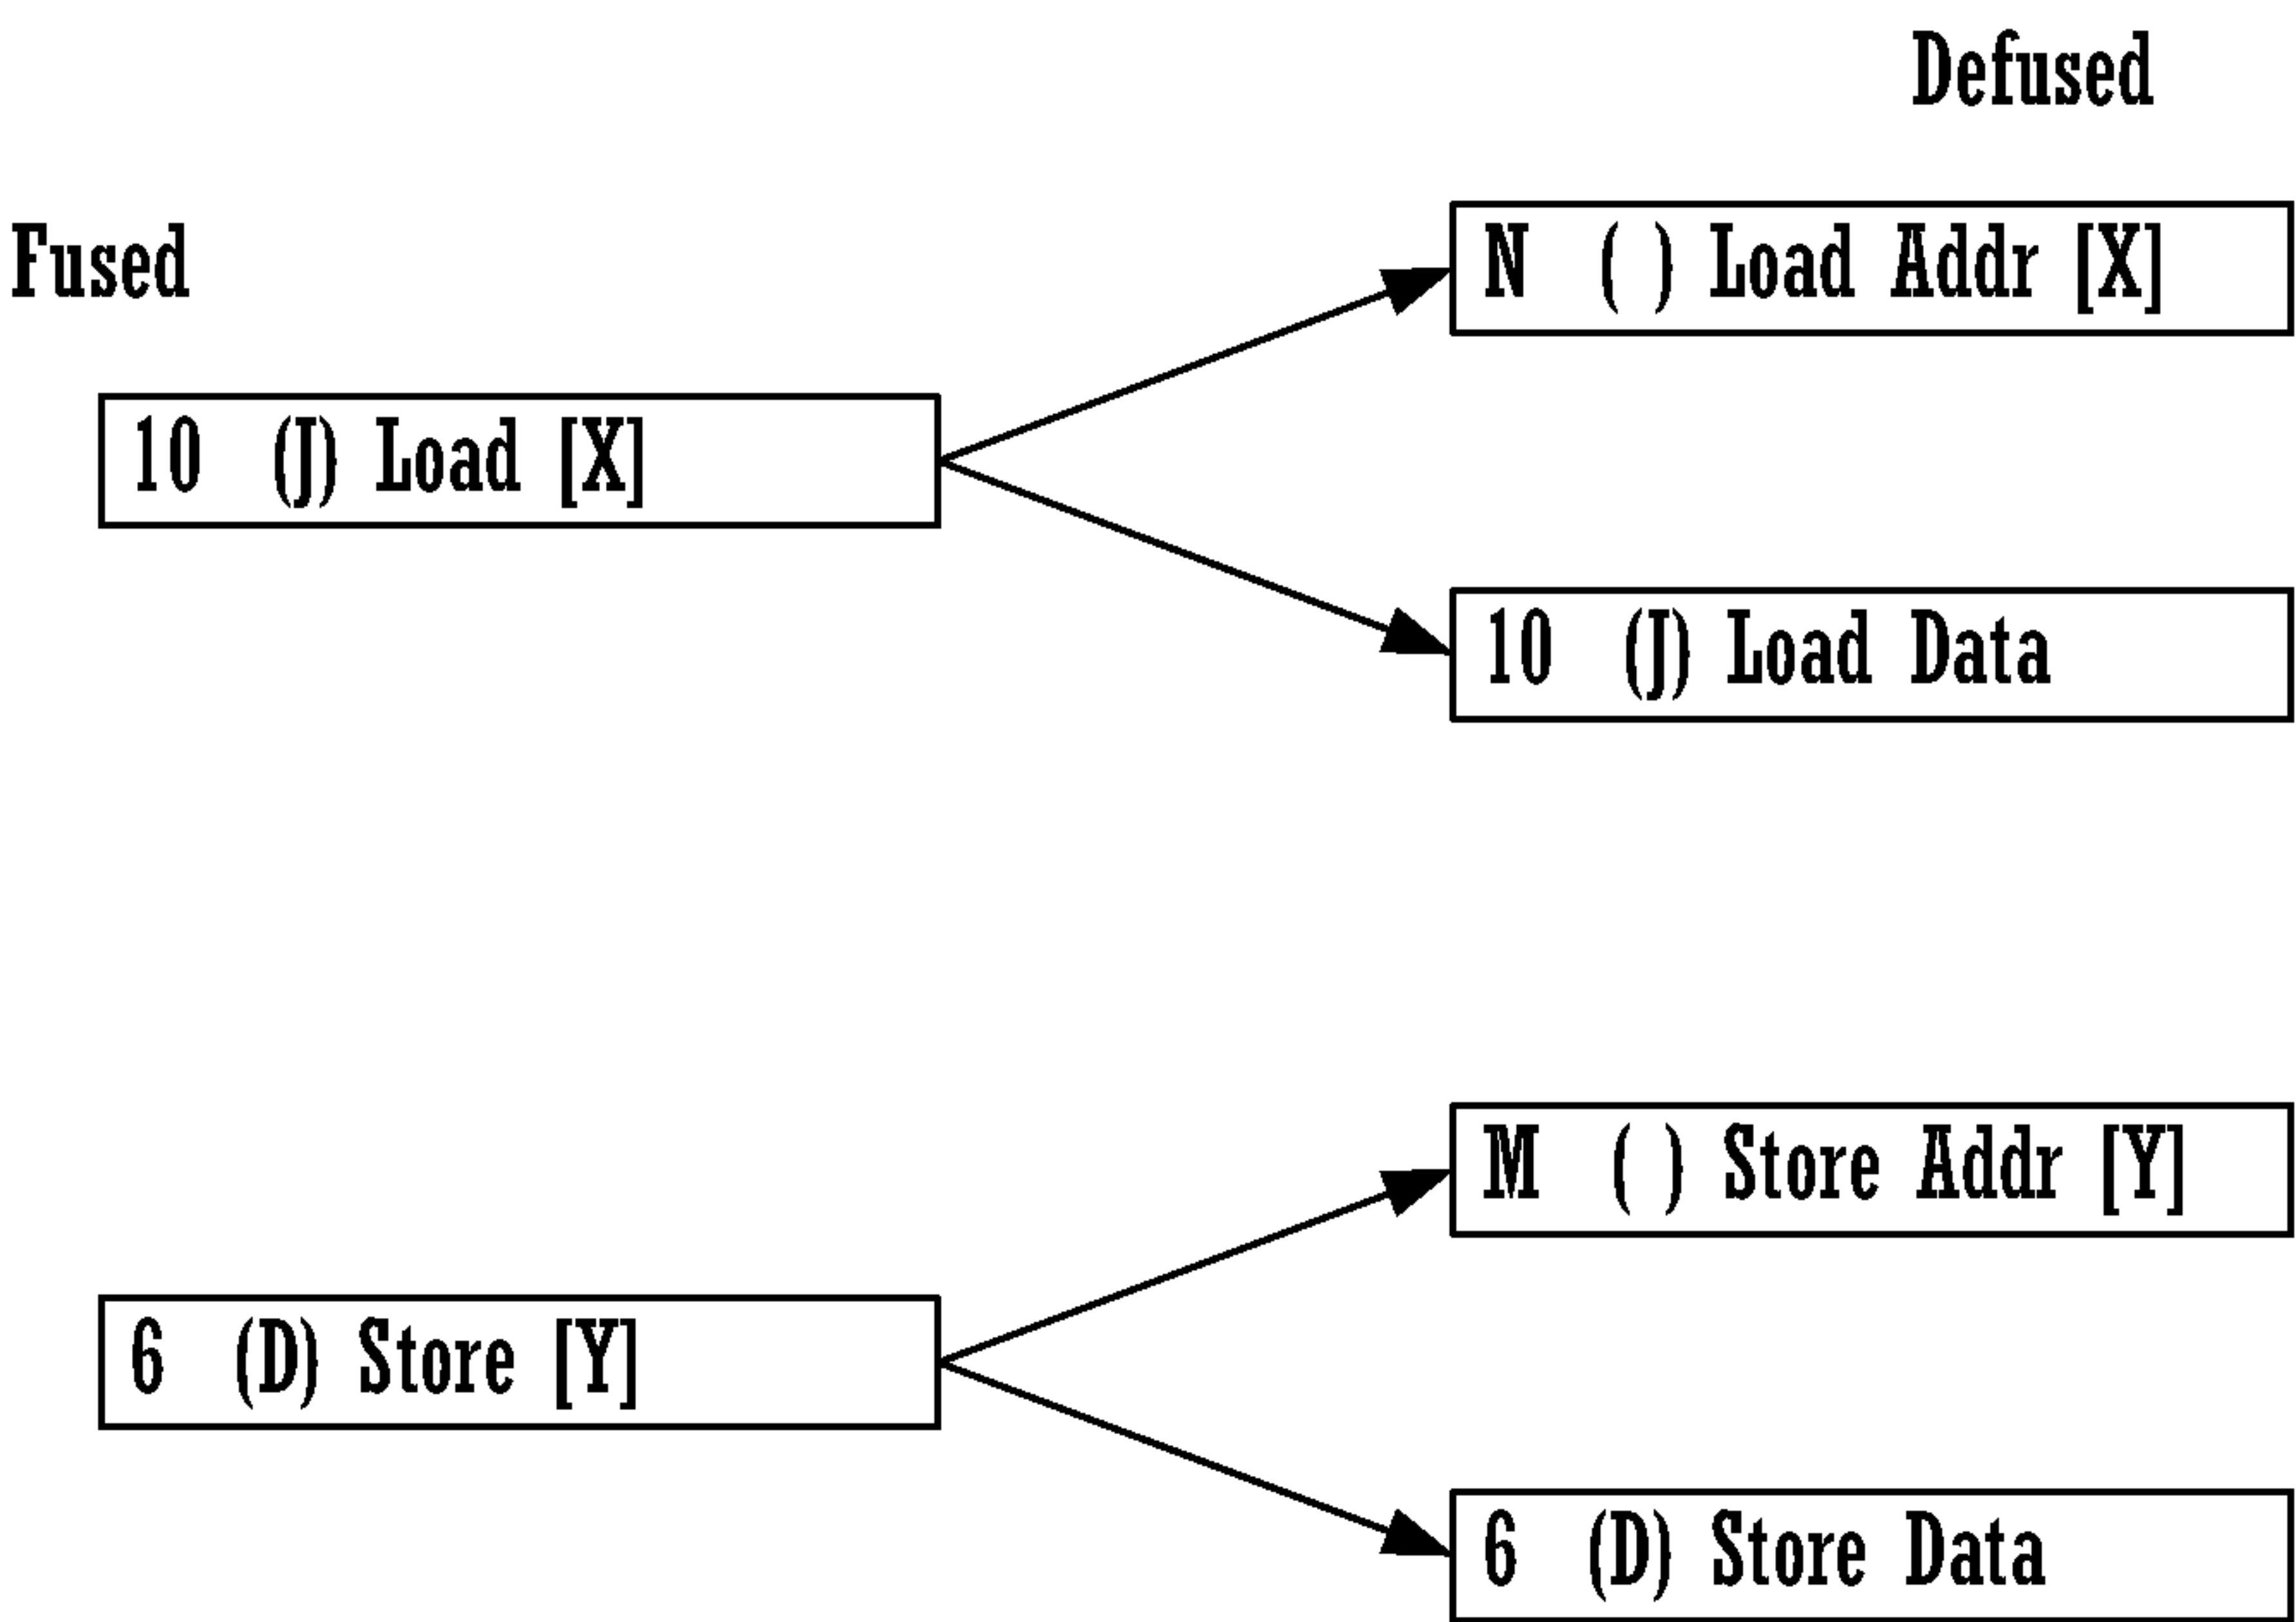 Defused
Fused
N ( ) Load Addr [X]
10 (J) Load [X]
10 (J) Load Data
M ( ) Store Addr [Y]
6 (D) Store [Y]
6 (D) Store Data